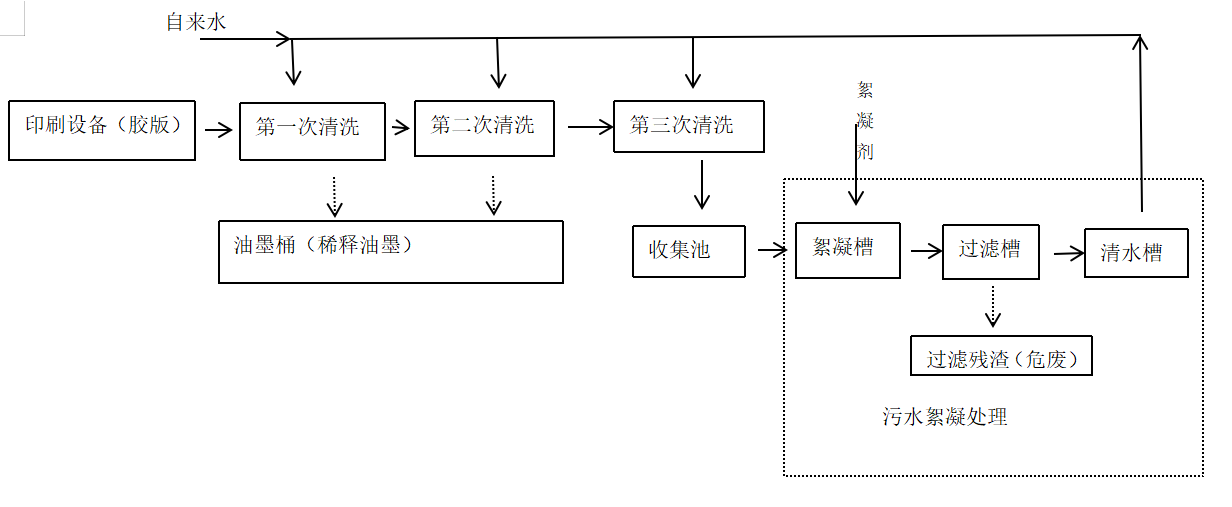 自来水
絮凝剂
印刷设备（胶版）
第一次清洗
第二次清洗
第三次清洗
油墨桶（稀释油墨）
收集池
絮凝槽
过滤槽
清水槽
过滤残渣（危废）
污水絮凝处理